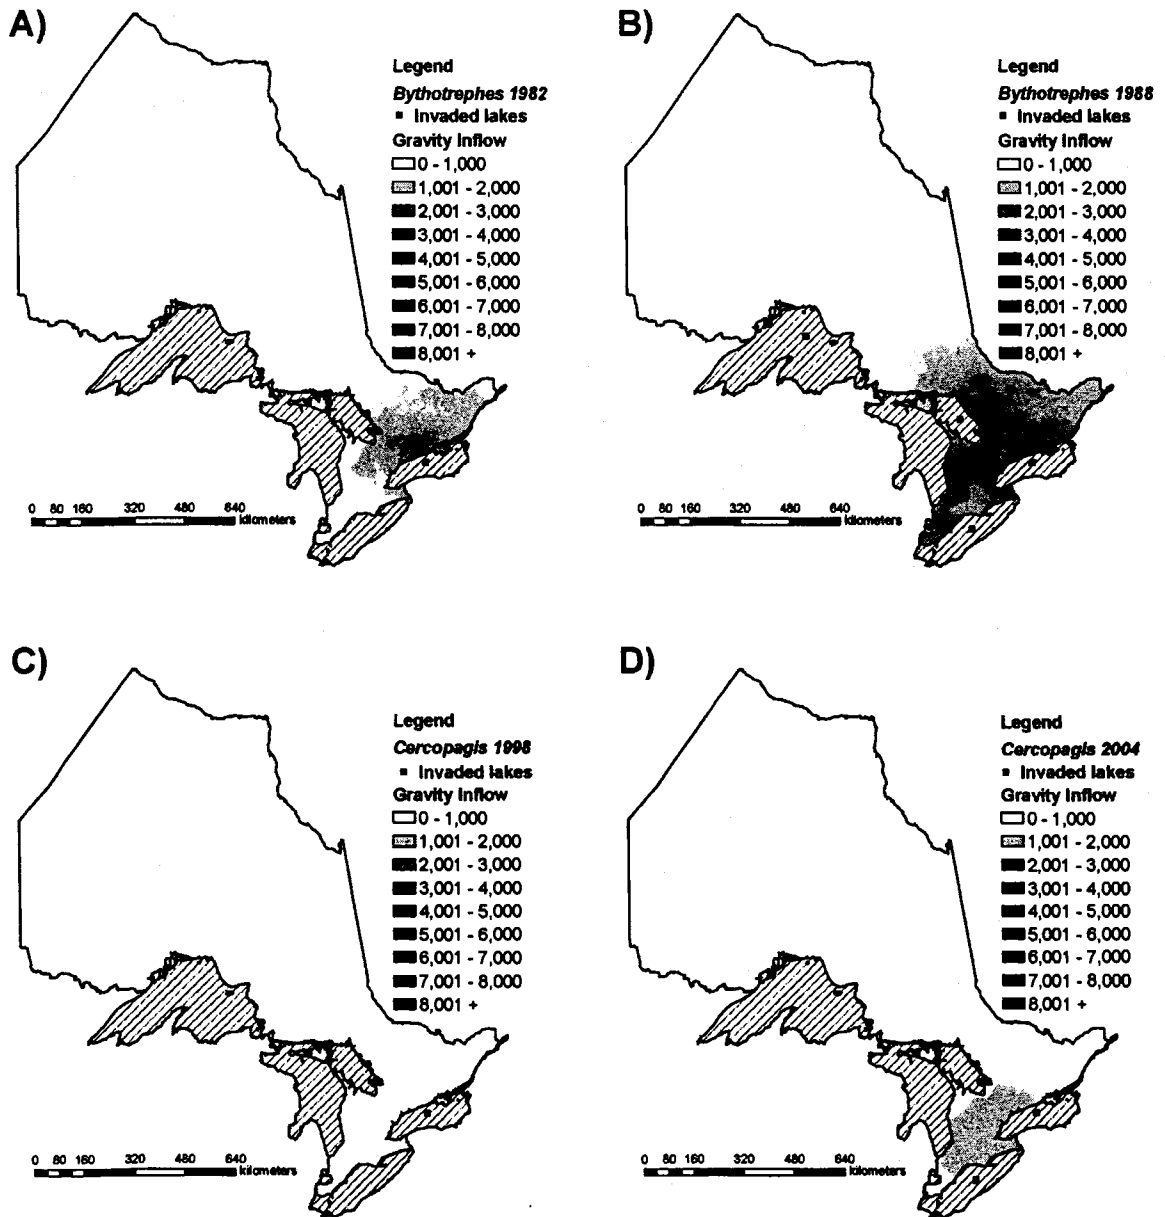 A)
Legend
Bythotrephes 1982
Invaded lakes
Gravity Inflow
0 - 1,000
1,001 - 2,000
2,001 - 3,000
3,001 - 4,000
4,001 - 5,000
5,001 - 6,000
6,001 - 7,000
7,001 - 8,000
8,001 +
0 80 160 320 480 640
kilometers
B)
Legend
Bythotrephes 1988
Invaded lakes
Gravity Inflow
0 - 1,000
1,001 - 2,000
2,001 - 3,000
3,001 - 4,000
4,001 - 5,000
5,001 - 6,000
6,001 - 7,000
7,001 - 8,000
8,001 +
0 80 160 320 480 640
kilometers
C)
Legend
Cercopagis 1998
Invaded lakes
Gravity Inflow
0 - 1,000
1,001 - 2,000
2,001 - 3,000
3,001 - 4,000
4,001 - 5,000
5,001 - 6,000
6,001 - 7,000
7,001 - 8,000
8,001 +
0 80 160 320 480 640
kilometers
D)
Legend
Cercopagis 2004
Invaded lakes
Gravity Inflow
0 - 1,000
1,001 - 2,000
2,001 - 3,000
3,001 - 4,000
4,001 - 5,000
5,001 - 6,000
6,001 - 7,000
7,001 - 8,000
8,001 +
0 80 160 320 480 640
kilometers